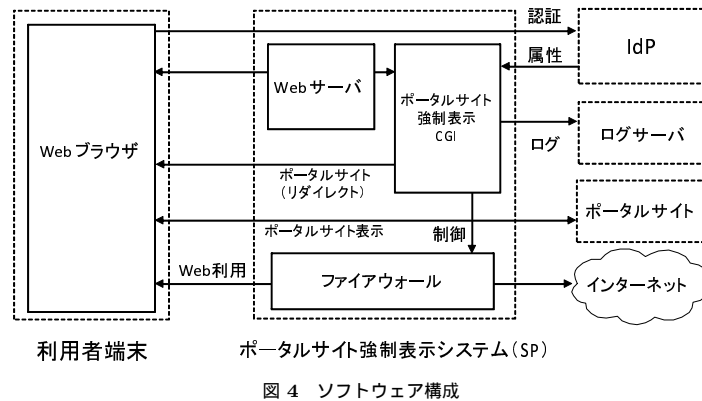 認証
IdP
属性
Webサーバ
ポータルサイト
強制表示
CGI
Webブラウザ
ログ
ログサーバ
ポータルサイト
(リダイレクト)
ポータルサイト
ポータルサイト表示
制御
Web利用
ファイアウォール
インターネット
利用者端末
ポータルサイト強制表示システム(SP)
図 4 ソフトウェア構成